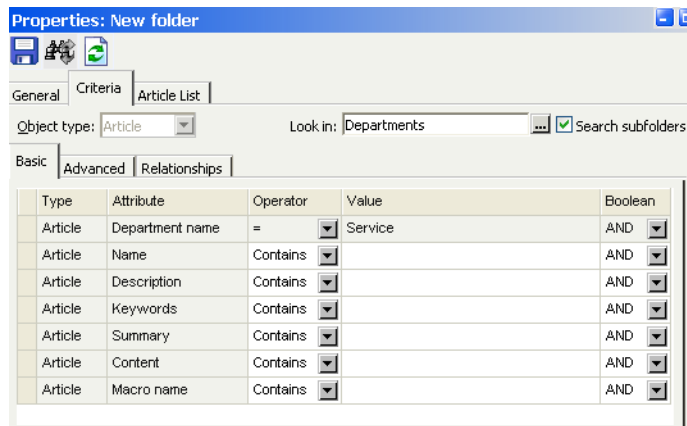 Properties: New folder
General Criteria Article List
Object type: Article Look in: Departments ... Search subfolders
Basic Advanced Relationships
Type Attribute Operator Value Boolean
Article Department name = Service AND
Article Name Contains AND
Article Description Contains AND
Article Keywords Contains AND
Article Summary Contains AND
Article Content Contains AND
Article Macro name Contains AND